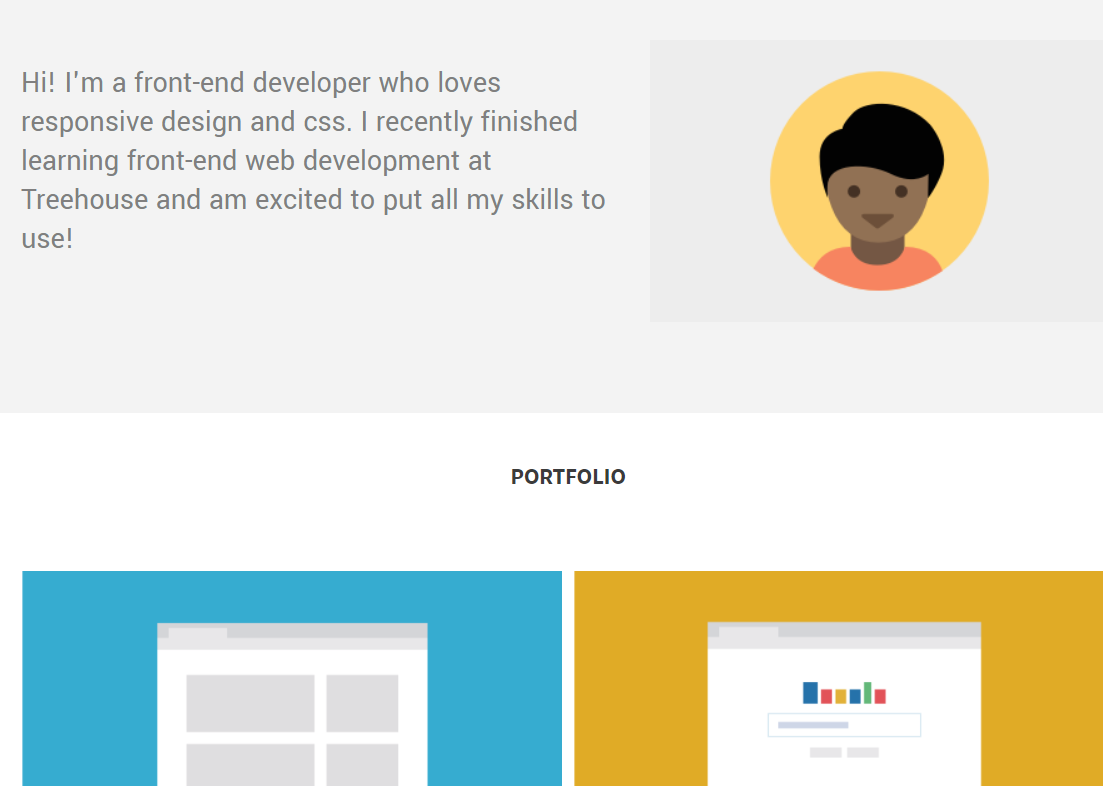 Hi! I'm a front-end developer who loves
responsive design and css. I recently finished
learning front-end web development at
Treehouse and am excited to put all my skills to
use!
PORTFOLIO